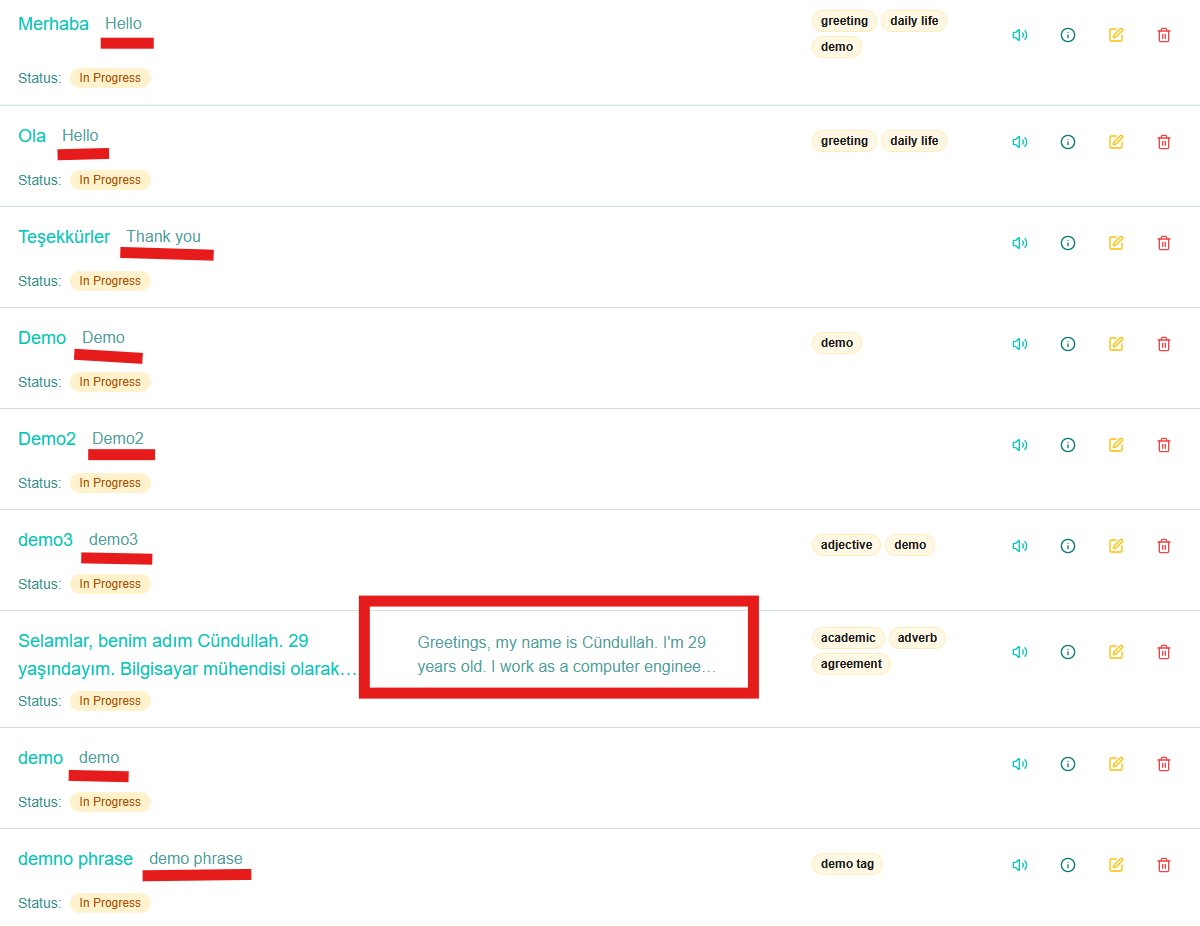 Merhaba Hello
greeting daily life
demo
Status: In Progress
Ola Hello
greeting daily life
Status: In Progress
Teşekkürler Thank you
Status: In Progress
Demo Demo
demo
Status: In Progress
Demo2 Demo2
Status: In Progress
demo3 demo3
adjective demo
Status: In Progress
Selamlar, benim adım Cündullah. 29
yaşındayım. Bilgisayar mühendisi olarak…
Greetings, my name is Cündullah. I'm 29
years old. I work as a computer enginee…
academic adverb
agreement
Status: In Progress
demo demo
Status: In Progress
demno phrase demo phrase
demo tag
Status: In Progress